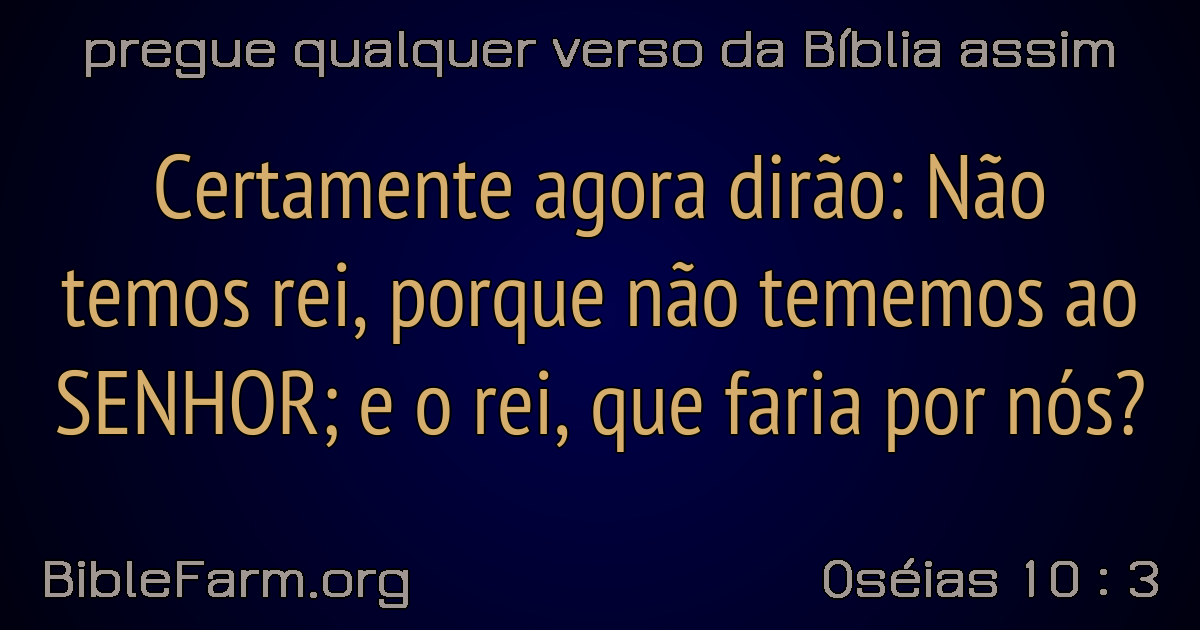 pregue qualquer verso da Bíblia assim
Certamente agora dirão: Não
temos rei, porque não tememos ao
SENHOR; e o rei, que faria por nós?
BibleFarm.org
Oséias 10 : 3